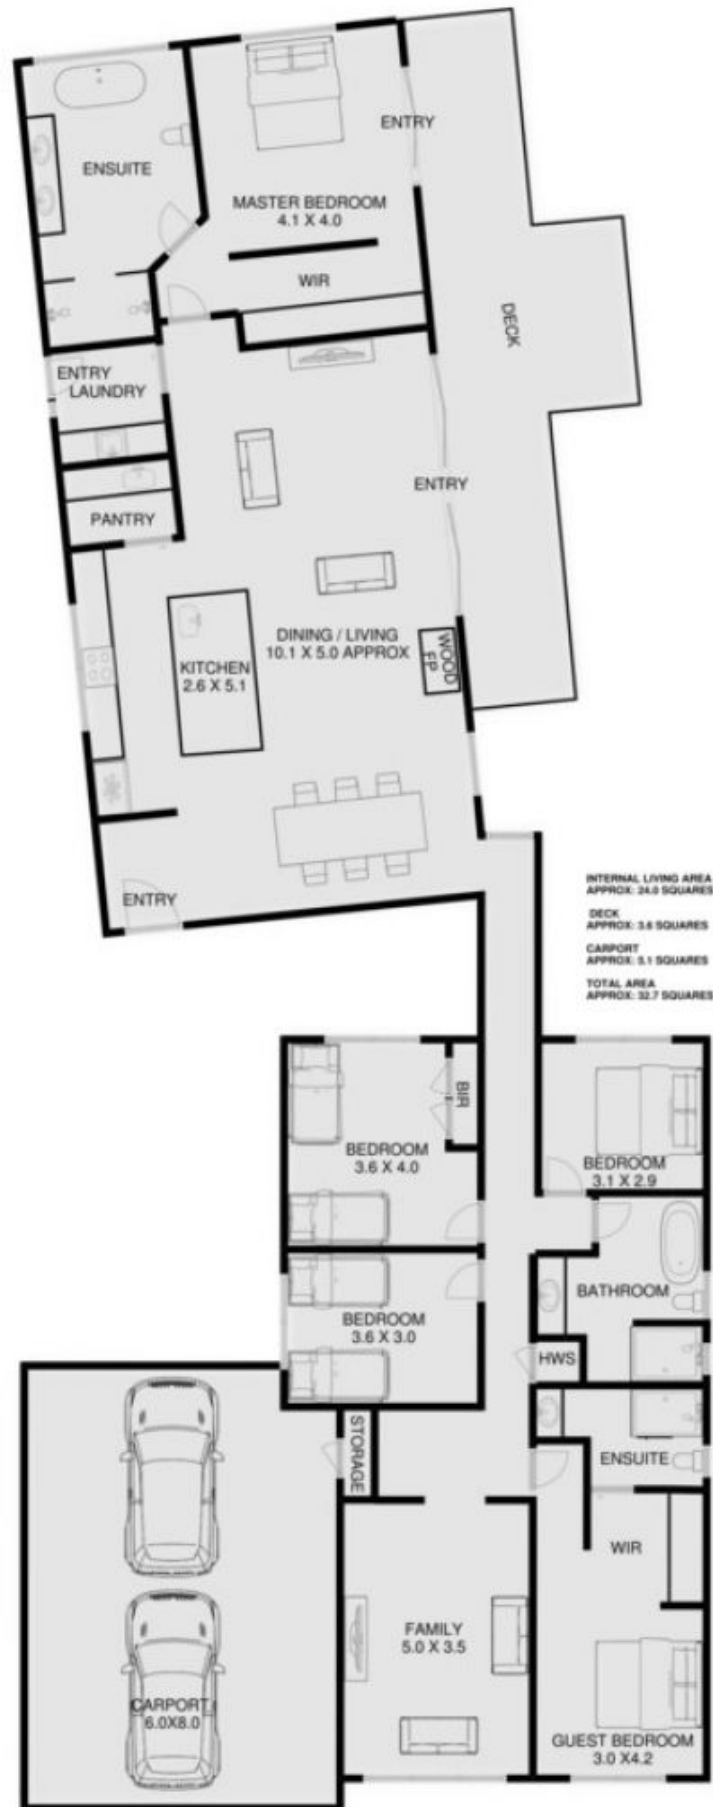 ENTRY
ENSUITE
MASTER BEDROOM
4.1 X 4.0
WIR
DECK
ENTRY
LAUNDRY
ENTRY
PANTRY
DINING / LIVING
10.1 X 5.0 APPROX
WOOD
FP
KITCHEN
2.6 X 5.1
ENTRY
INTERNAL LIVING AREA
APPROX: 24.0 SQUARES
DECK
APPROX: 3.6 SQUARES
CARPORT
APPROX: 5.1 SQUARES
TOTAL AREA
APPROX: 32.7 SQUARES
BIR
BEDROOM
3.6 X 4.0
BEDROOM
3.1 X 2.9
BATHROOM
BEDROOM
3.6 X 3.0
HWS
STORAGE
ENSUITE
WIR
FAMILY
5.0 X 3.5
CARPORT
6.0X8.0
GUEST BEDROOM
3.0 X4.2